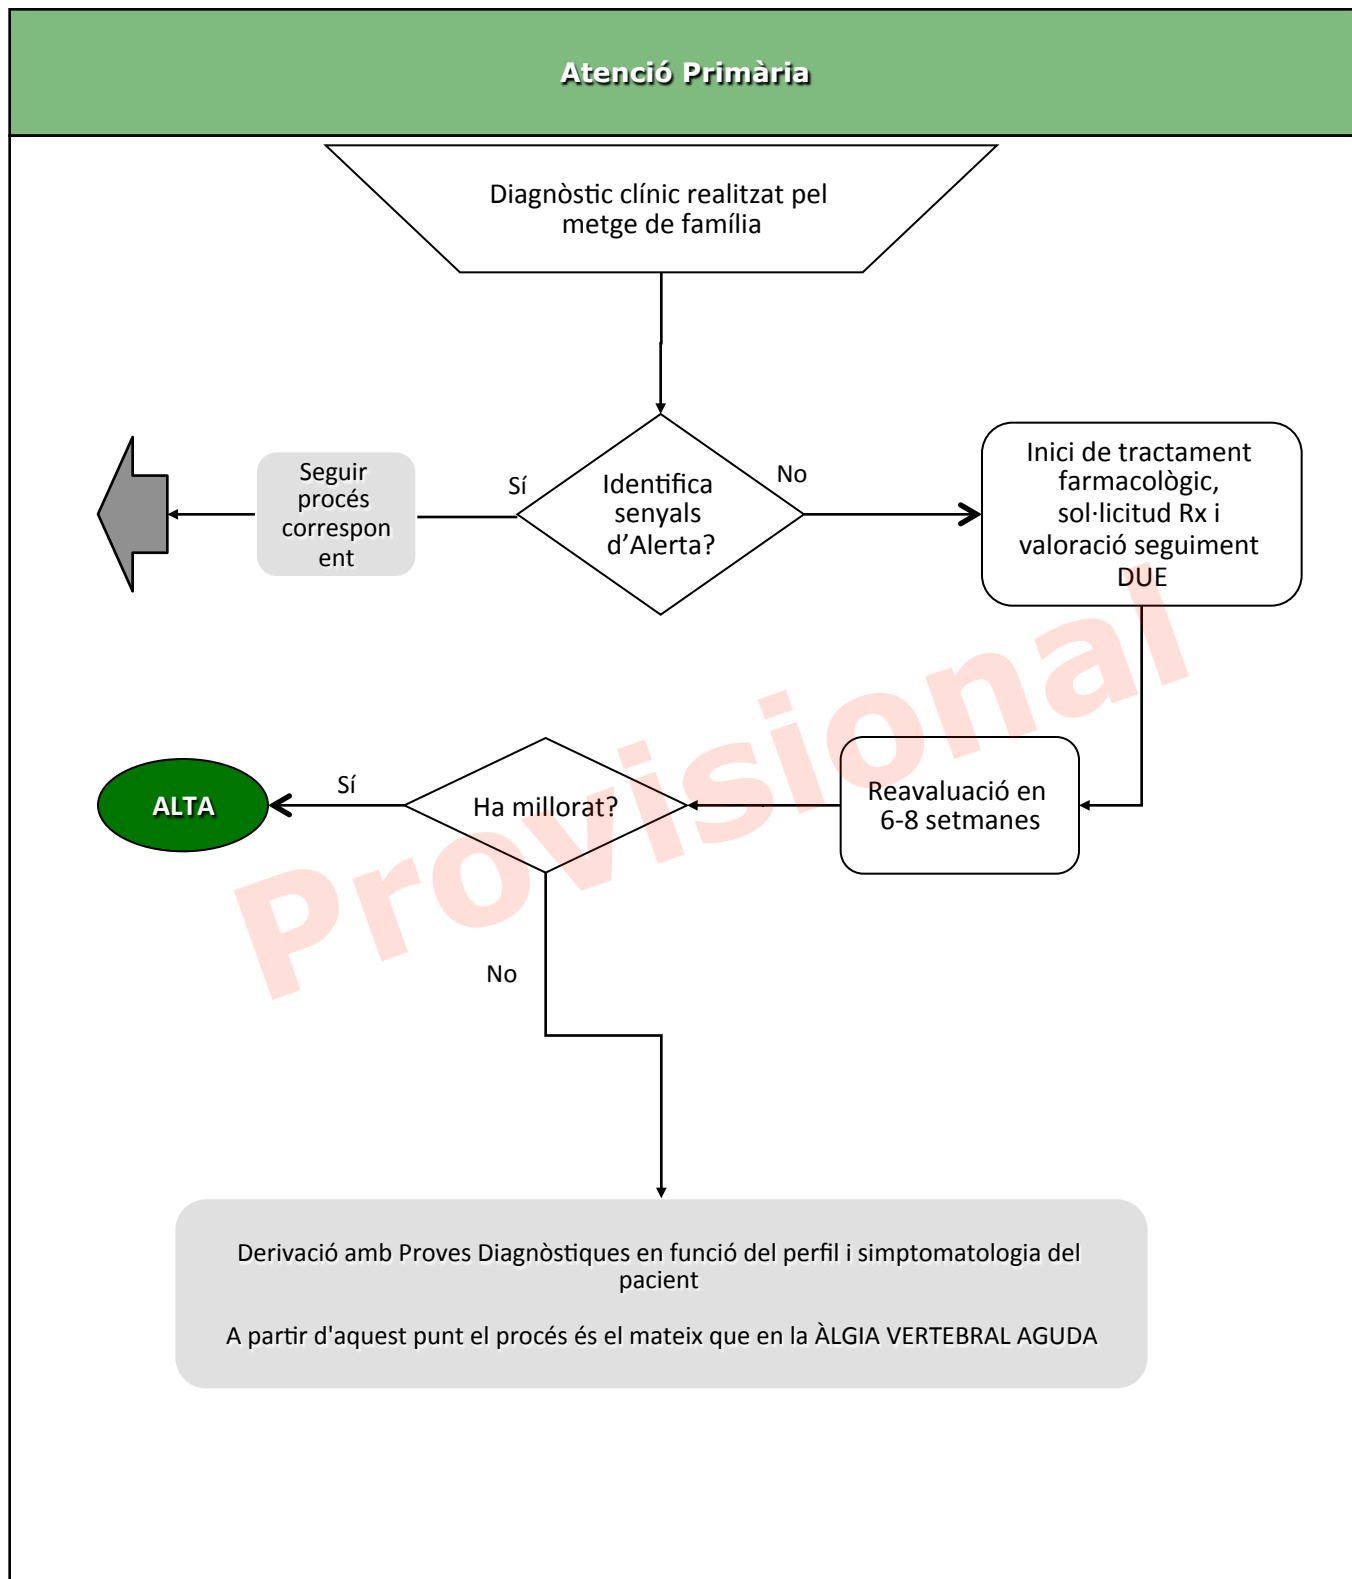 Atenció Primària
Diagnòstic clínic realitzat pel
metge de família
Seguir
procés
correspon
ent
Sí
Identifica
senyals
d’Alerta?
No
Inici de tractament
farmacològic,
sol·licitud Rx i
valoració seguiment
DUE
ALTA
Sí
Ha millorat?
Reavaluació en
6-8 setmanes
No
Provisional
Derivació amb Proves Diagnòstiques en funció del perfil i simptomatologia del
pacient
A partir d'aquest punt el procés és el mateix que en la ÀLGIA VERTEBRAL AGUDA